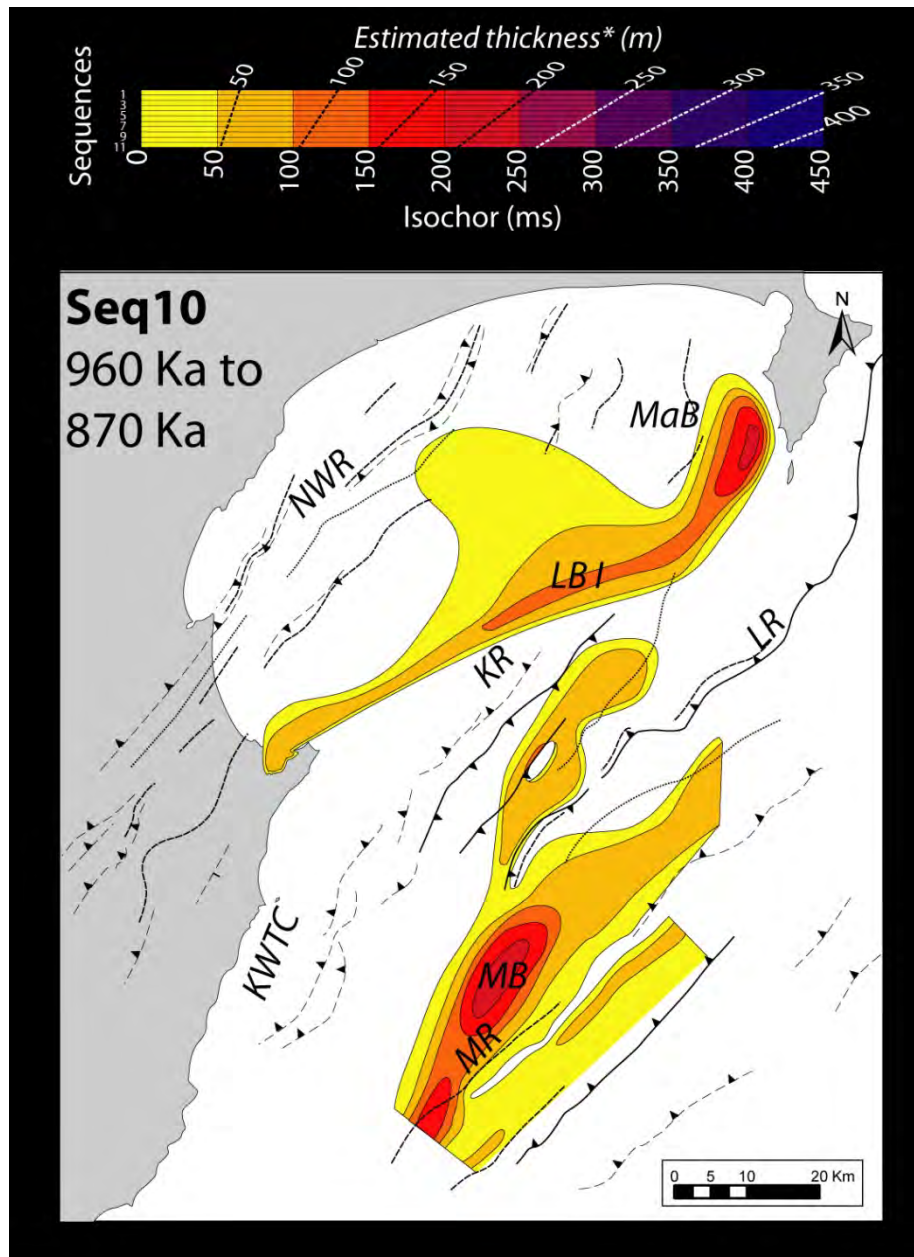 Estimated thickness* (m)
50 100 150 200 250 300 350
400
Sequences
1
3
5
7
9
11
0 50 100 150 200 250 300 350 400 450
Isochor (ms)
Seq10
960 Ka to
870 Ka
N
MaB
NWR
LB I
LR
KR
KWTC
MB
MR
0 5 10 20 Km